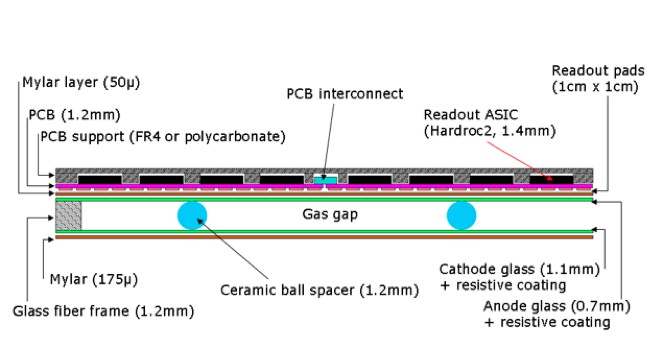 Readout pads
(1cm x 1cm)
Mylar layer (50µ)
PCB interconnect
PCB (1.2mm)
Readout ASIC
(Hardroc2, 1.4mm)
PCB support (FR4 or polycarbonate)
Gas gap
Mylar (175µ)
Cathode glass (1.1mm)
+ resistive coating
Ceramic ball spacer (1.2mm)
Glass fiber frame (1.2mm)
Anode glass (0.7mm)
+ resistive coating